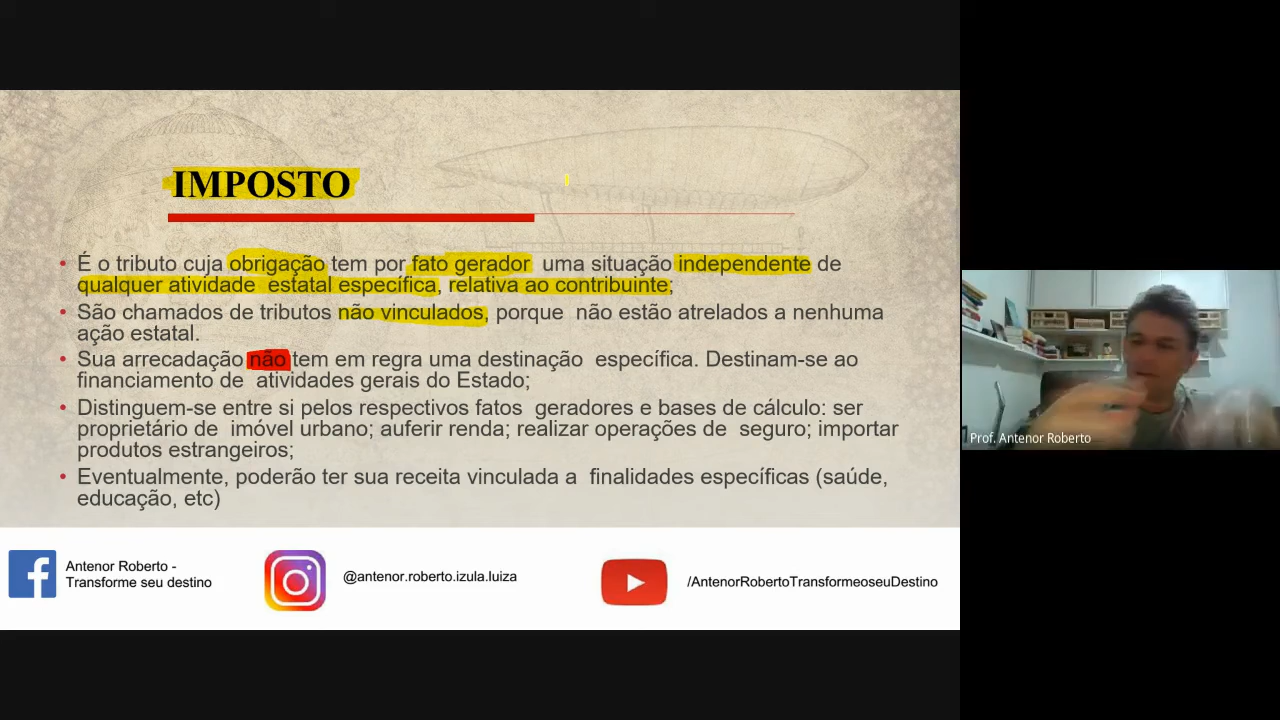 IMPOSTO
• É o tributo cuja obrigação tem por fato gerador uma situação independente de
qualquer atividade estatal específica, relativa ao contribuinte;
• São chamados de tributos não vinculados, porque não estão atrelados a nenhuma
ação estatal.
• Sua arrecadação não tem em regra uma destinação específica. Destinam-se ao
financiamento de atividades gerais do Estado;
• Distinguem-se entre si pelos respectivos fatos geradores e bases de cálculo: ser
proprietário de imóvel urbano; auferir renda; realizar operações de seguro; importar
produtos estrangeiros;
• Eventualmente, poderão ter sua receita vinculada a finalidades específicas (saúde,
educação, etc)
Antenor Roberto -
Transforme seu destino
@antenor.roberto.izula.luiza
/AntenorRobertoTransformeoseuDestino
Prof. Antenor Roberto